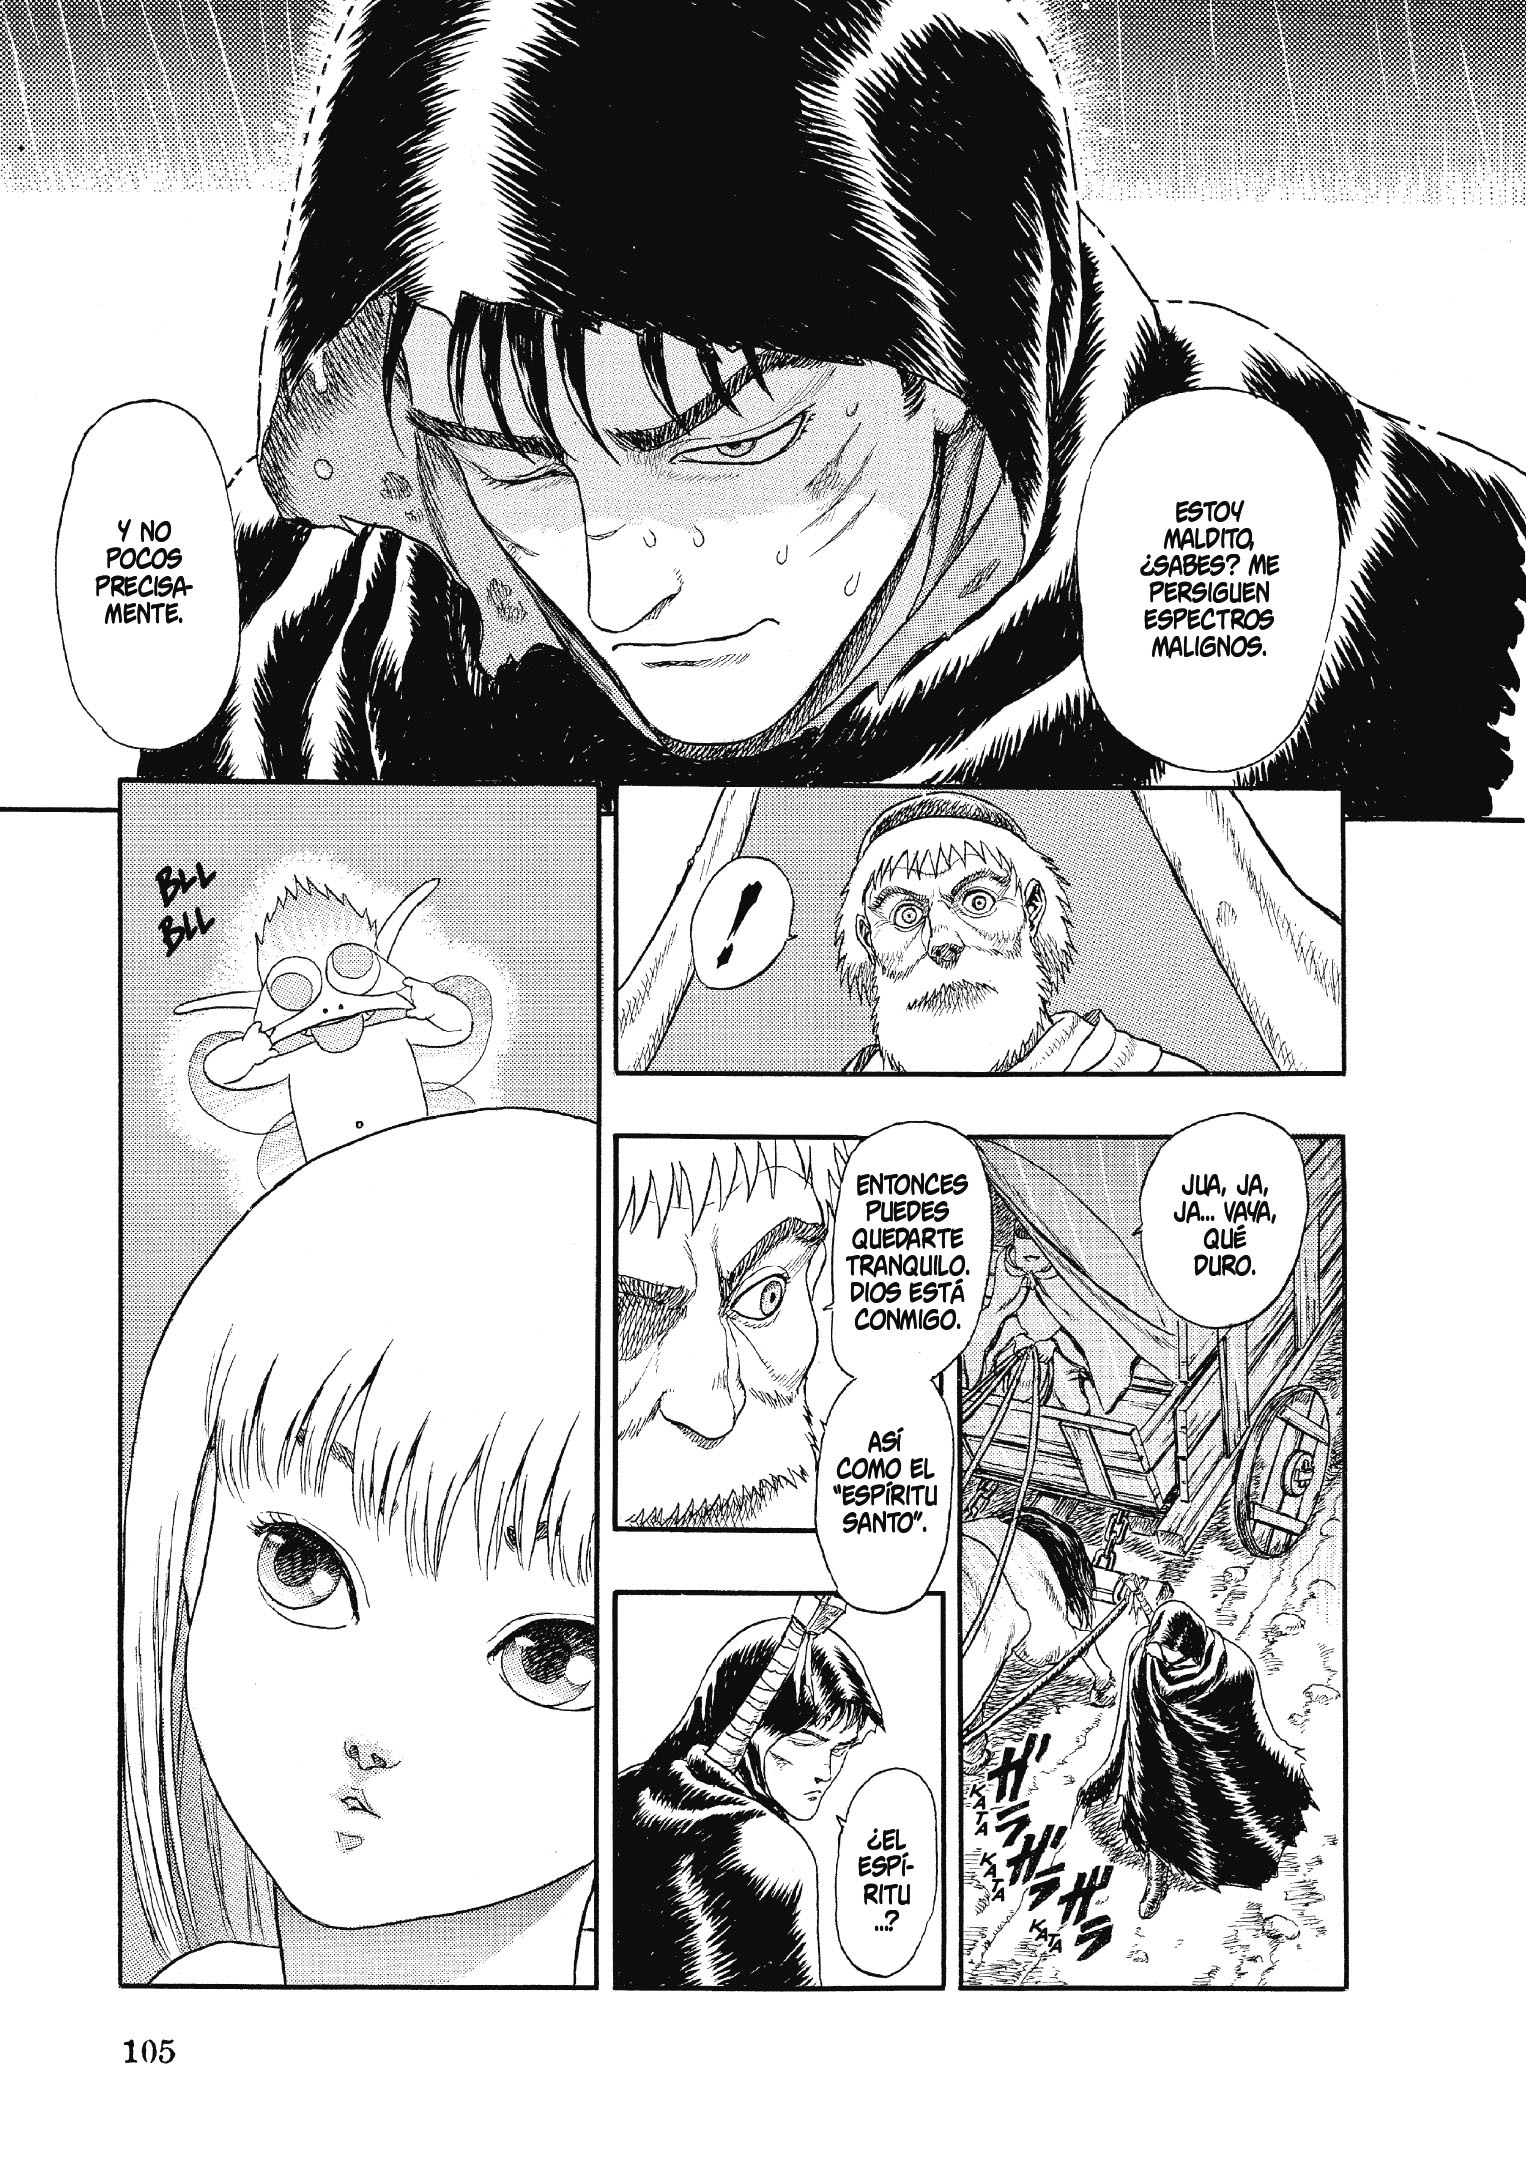 ESTOY
MALDITO,
¿SABES? ME
PERSIGUEN
ESPECTROS
MALIGNOS.
Y NO
POCOS
PRECISA-
MENTE.
!
JUA, JA,
JA... VAYA,
QUÉ
DURO.
ガラ
ガラ
ガラ
KATA
KATA
KATA
ENTONCES
PUEDES
QUEDARTE
TRANQUILO.
DIOS ESTÁ
CONMIGO.
ASÍ
COMO EL
"ESPÍRITU
SANTO".
¿EL
ESPÍ-
RITU
...?
BLL
BLL
105